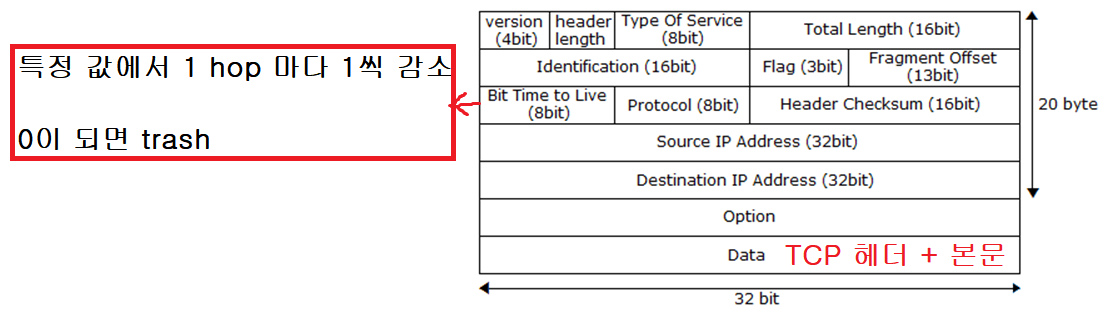 version (4bit)
header length
Type Of Service (8bit)
Total Length (16bit)
Identification (16bit)
Flag (3bit)
Fragment Offset (13bit)
Bit Time to Live (8bit)
Protocol (8bit)
Header Checksum (16bit)
Source IP Address (32bit)
Destination IP Address (32bit)
Option
Data TCP 헤더 + 본문
20 byte
32 bit
특정 값에서 1 hop 마다 1씩 감소
0이 되면 trash